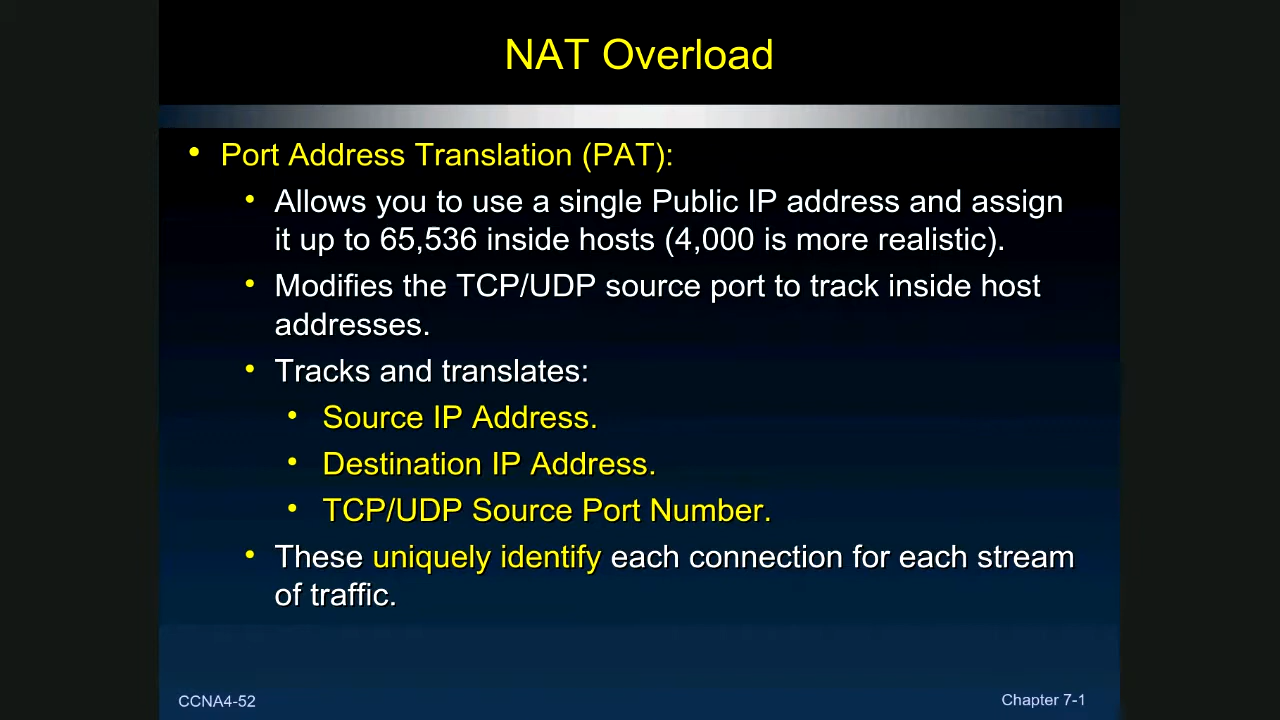 NAT Overload
• Port Address Translation (PAT):
• Allows you to use a single Public IP address and assign
it up to 65,536 inside hosts (4,000 is more realistic).
• Modifies the TCP/UDP source port to track inside host
addresses.
• Tracks and translates:
• Source IP Address.
• Destination IP Address.
• TCP/UDP Source Port Number.
• These uniquely identify each connection for each stream
of traffic.
CCNA4-52
Chapter 7-1